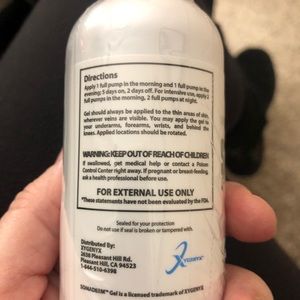 Directions
Apply 1 full pump in the morning and 1 full pump in the
evening; 5 days on, 2 days off. For intensive use, apply 2
full pumps in the morning, 2 full pumps at night.
Gel should always be applied to the thin areas of skin,
wherever veins are visible. You may apply the gel to
your underarms, forearms, wrists, and behind the
knees. Applied locations should be rotated.
WARNING: KEEP OUT OF REACH OF CHILDREN
If swallowed, get medical help or contact a Poison
Control Center right away. If pregnant or breast-feeding,
ask a health professional before use.
FOR EXTERNAL USE ONLY
*These statements have not been evaluated by the FDA.
Sealed for your protection
Do not use if seal is broken or tampered with.
Distributed By:
XYGENYX
2638 Pleasant Hill Rd.
Pleasant Hill, CA 94523
1-844-510-6398
XYGENYX
SOMADERM™ Gel is a licensed trademark of XYGENYX